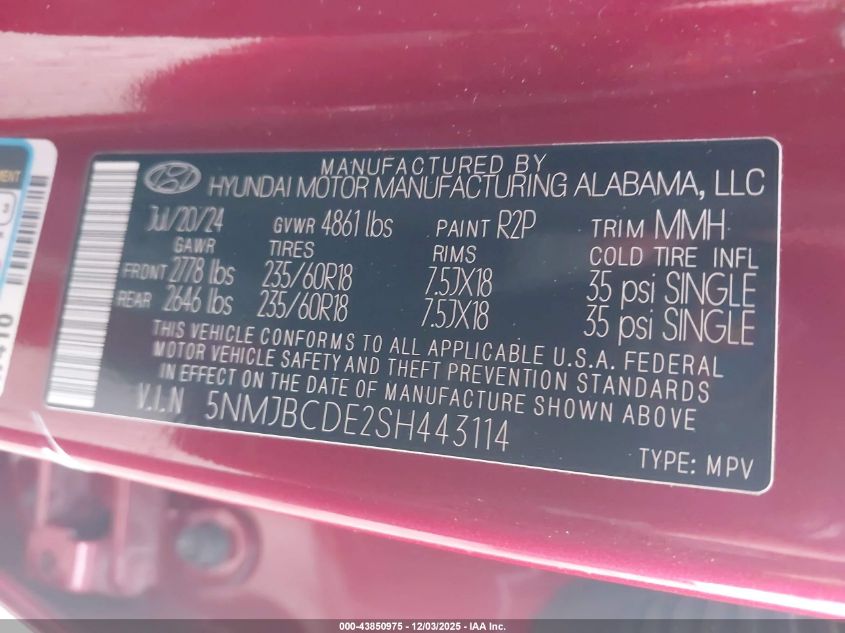 MANUFACTURED BY
HYUNDAI MOTOR MANUFACTURING ALABAMA, LLC
Jul/20/24 GVWR 4861 lbs PAINT R2P TRIM MMH
GAWR TIRES RIMS COLD TIRE INFL
FRONT 2778 lbs 235/60R18 7.5JX18 35 psi SINGLE
REAR 2646 lbs 235/60R18 7.5JX18 35 psi SINGLE
THIS VEHICLE CONFORMS TO ALL APPLICABLE U.S.A. FEDERAL
MOTOR VEHICLE SAFETY AND THEFT PREVENTION STANDARDS
IN EFFECT ON THE DATE OF MANUFACTURE SHOWN ABOVE
V.I.N 5NMJBCDE2SH443114
TYPE: MPV
000-43850975 - 12/03/2025 - IAA Inc.